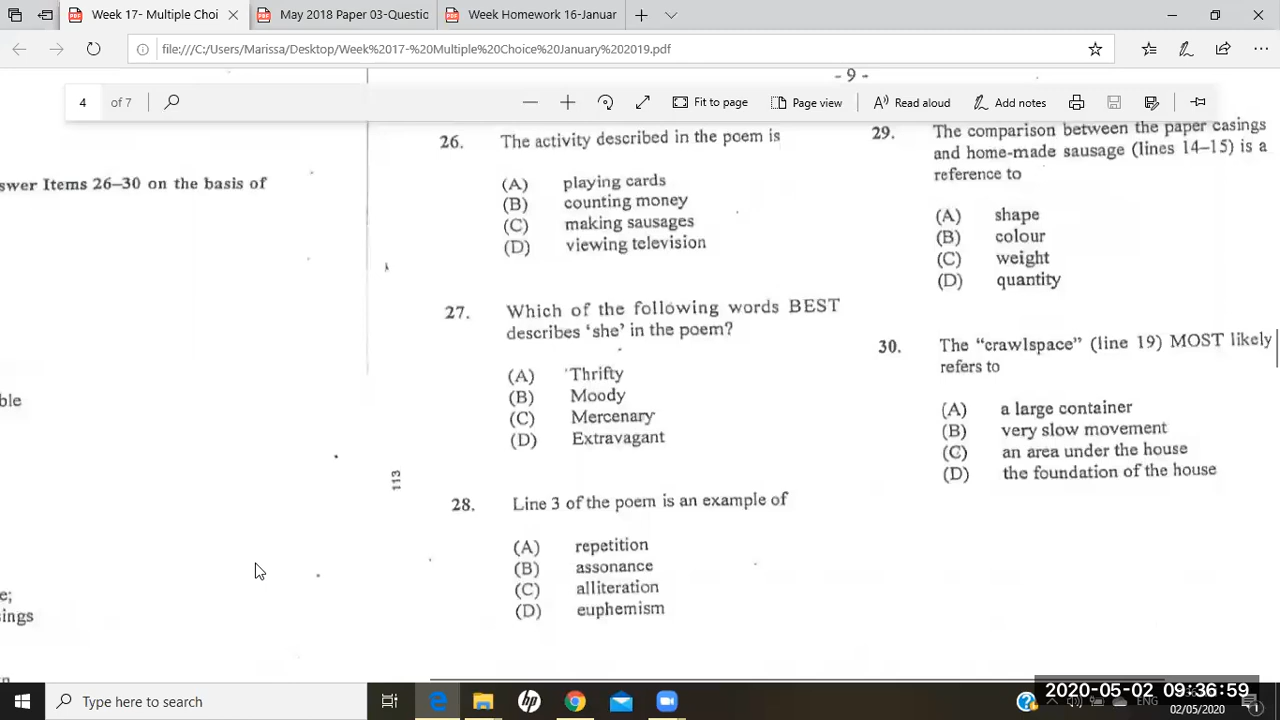 Week 17- Multiple Choi
May 2018 Paper 03-Questic
Week Homework 16-Januar
file:///C:/Users/Marissa/Desktop/Week%2017-%20Multiple%20Choice%20January%202019.pdf
- 9 -
4 of 7
Fit to page
Page view
Read aloud
Add notes
swer Items 26–30 on the basis of
ble
e;
ings
113
26. The activity described in the poem is
(A) playing cards
(B) counting money
(C) making sausages
(D) viewing television
27. Which of the following words BEST
describes ‘she’ in the poem?
(A) Thrifty
(B) Moody
(C) Mercenary
(D) Extravagant
28. Line 3 of the poem is an example of
(A) repetition
(B) assonance
(C) alliteration
(D) euphemism
29. The comparison between the paper casings
and home-made sausage (lines 14–15) is a
reference to
(A) shape
(B) colour
(C) weight
(D) quantity
30. The “crawlspace” (line 19) MOST likely
refers to
(A) a large container
(B) very slow movement
(C) an area under the house
(D) the foundation of the house
Type here to search
hp
ENG
2020-05-02 09:36:59
02/05/2020